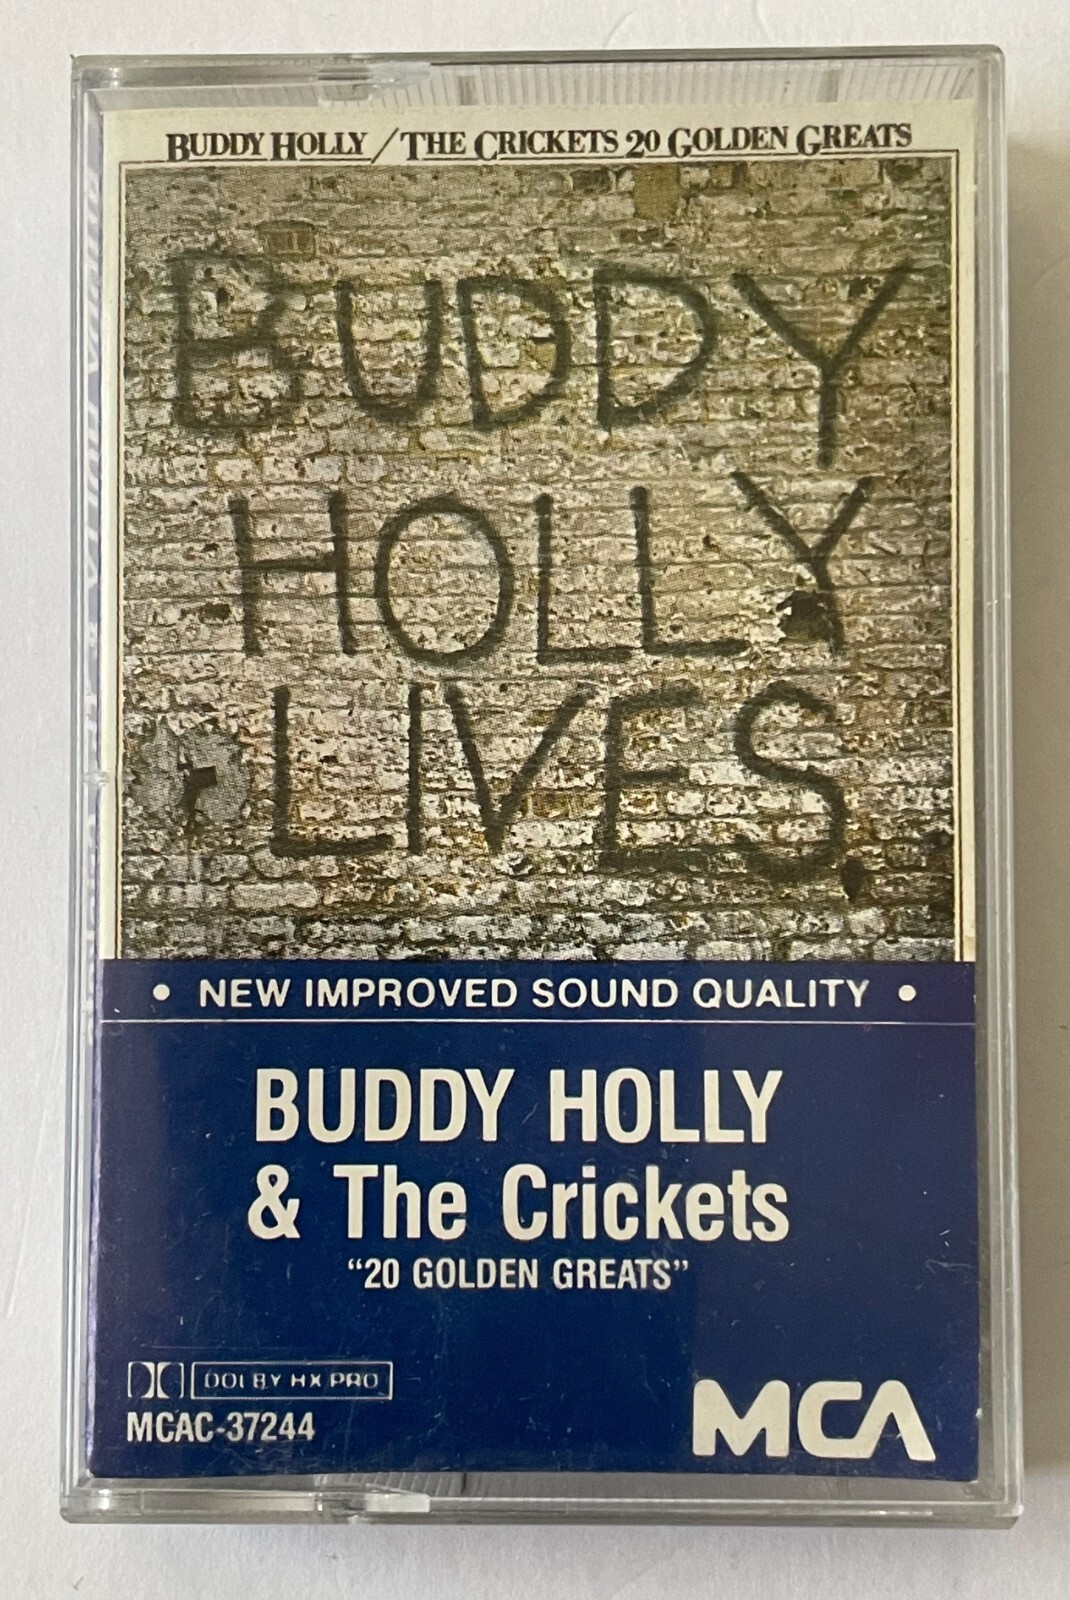 BUDDY HOLLY / THE CRICKETS 20 GOLDEN GREATS
BUDDY
HOLLY
LIVES.
• NEW IMPROVED SOUND QUALITY •
BUDDY HOLLY
& The Crickets
“20 GOLDEN GREATS”
DOLBY HX PRO
MCAC-37244
MCA